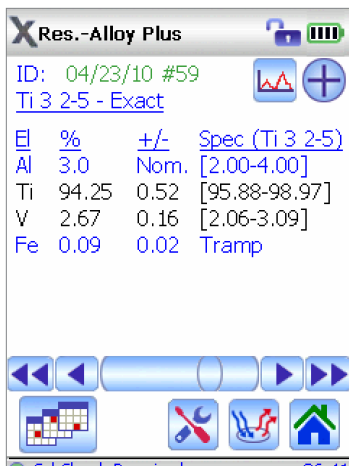 XRes.-Alloy Plus
ID: 04/23/10 #59
Ti 3 2-5 - Exact
El % +/- Spec (Ti 3 2-5)
Al 3.0 Nom. [2.00-4.00]
Ti 94.25 0.52 [95.88-98.97]
V 2.67 0.16 [2.06-3.09]
Fe 0.09 0.02 Tramp